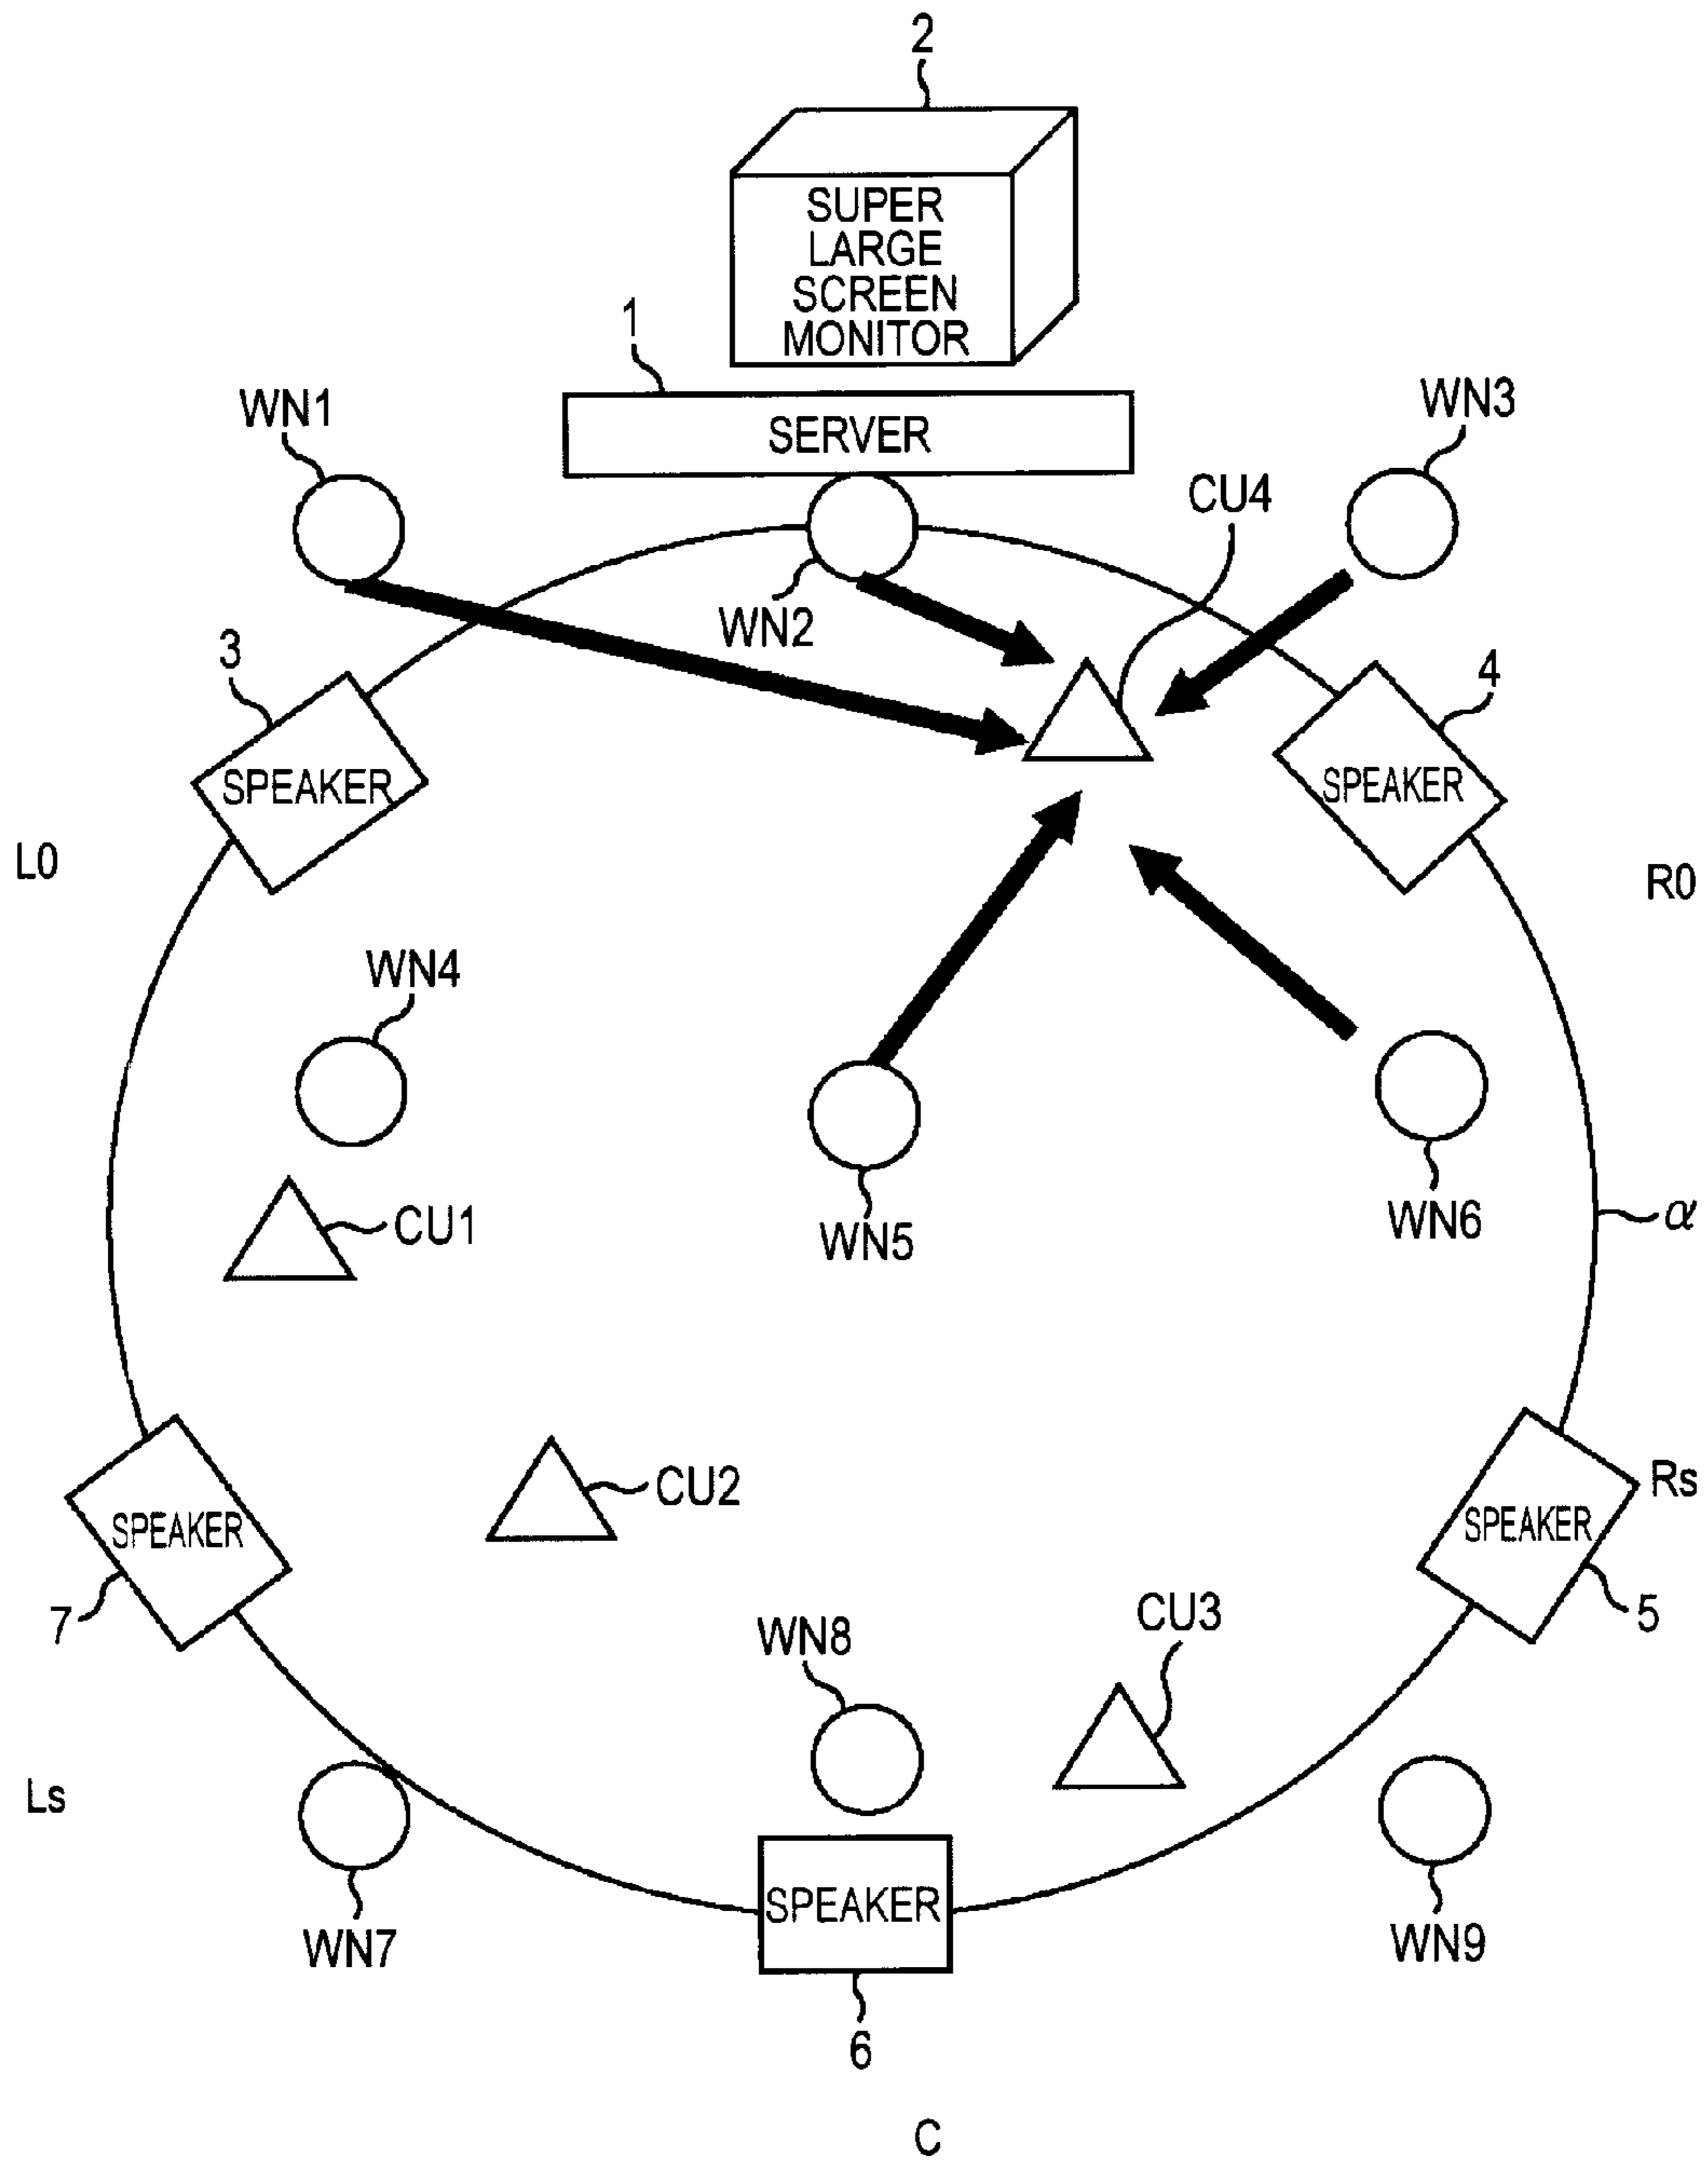 2
SUPER
LARGE
SCREEN
MONITOR
1
SERVER
WN1
WN3
CU4
WN2
3
4
SPEAKER
SPEAKER
L0
R0
WN4
CU1
WN5
WN6
α
CU2
Rs
SPEAKER
SPEAKER
7
5
WN8
CU3
Ls
SPEAKER
WN7
WN9
6
C